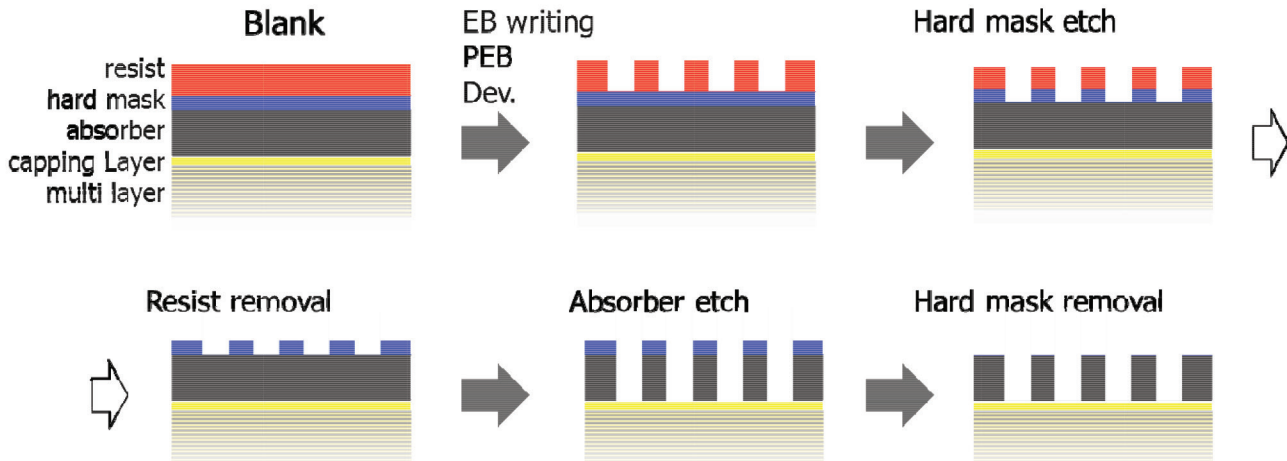 Blank
resist
hard mask
absorber
capping Layer
multi layer
EB writing
PEB
Dev.
Hard mask etch
Resist removal
Absorber etch
Hard mask removal